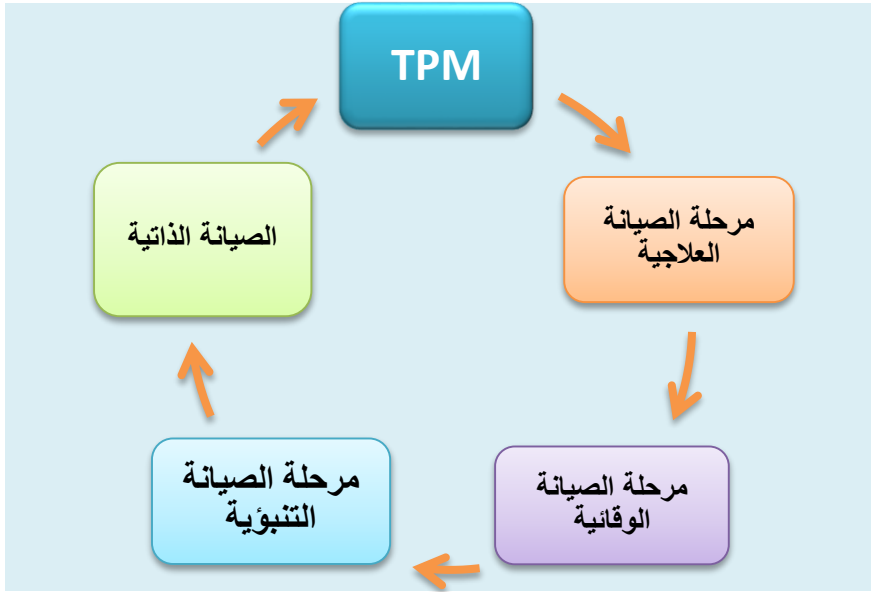 TPM
مرحلة الصيانة
العلاجية
مرحلة الصيانة
الوقائية
مرحلة الصيانة
التنبؤية
الصيانة الذاتية